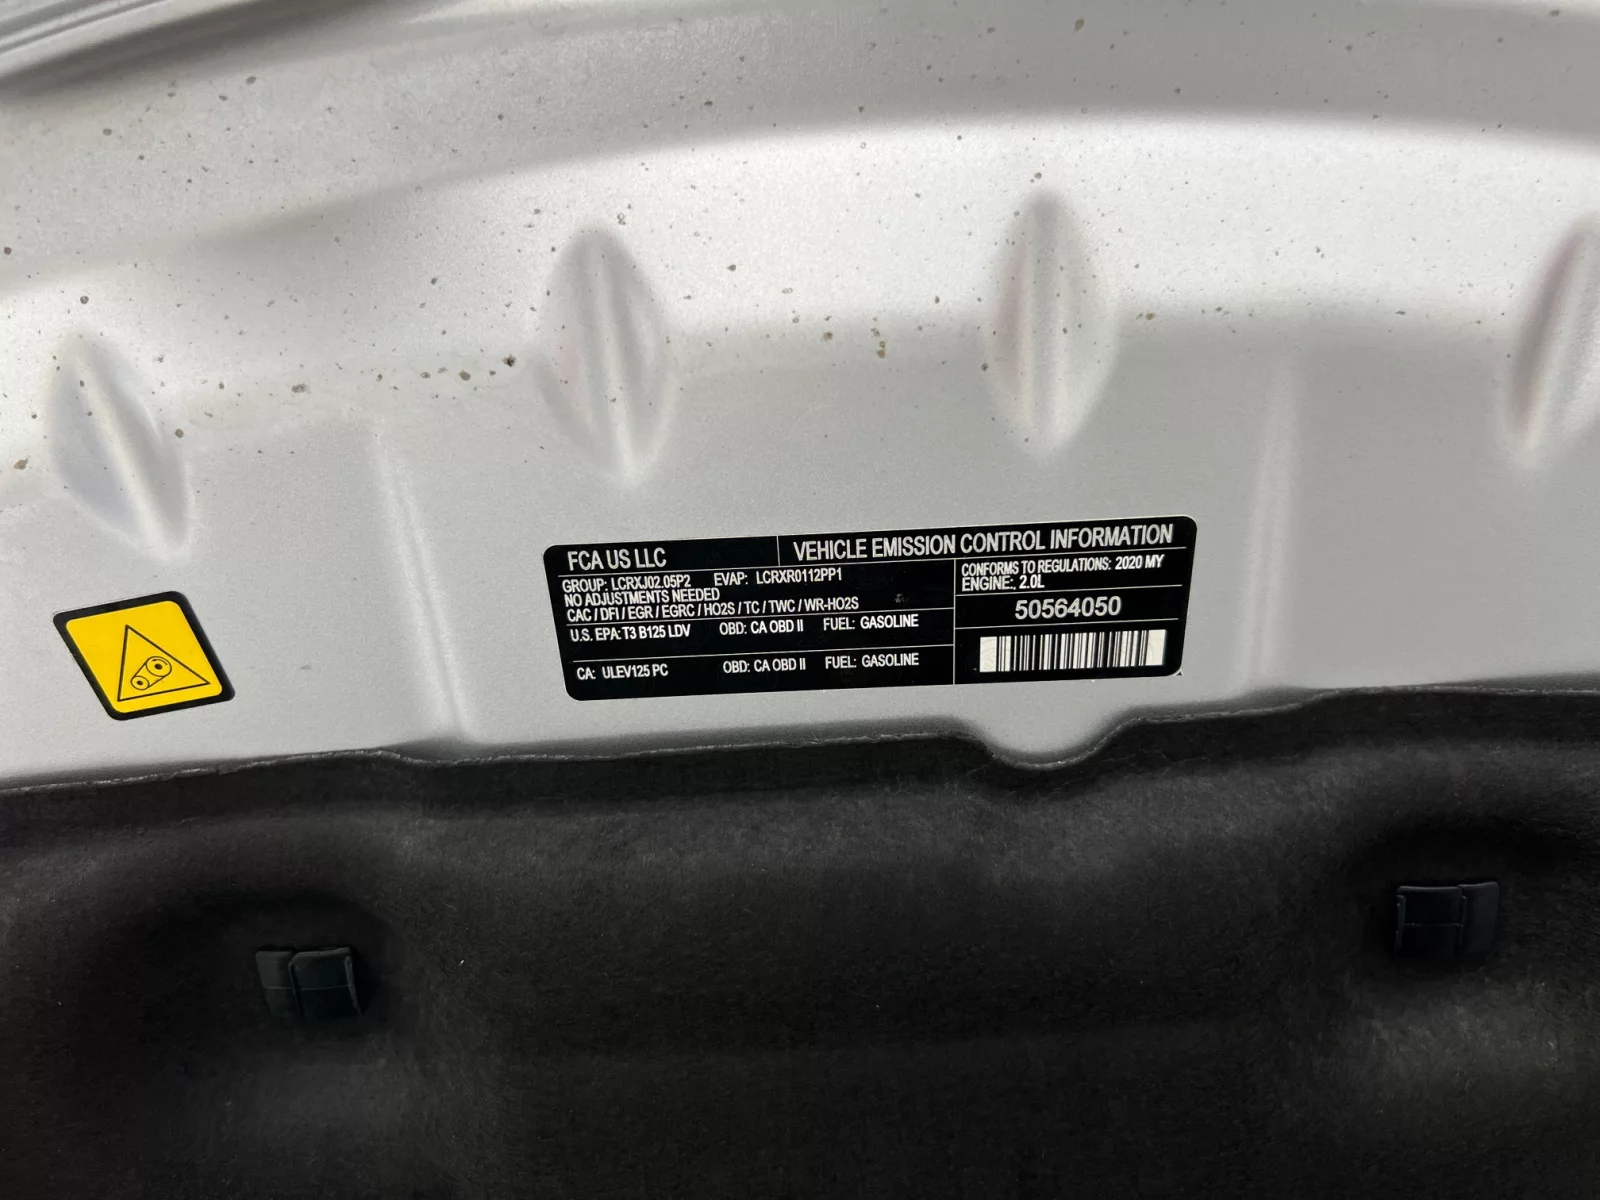 FCA US LLC
VEHICLE EMISSION CONTROL INFORMATION
GROUP: LCRXJ02.05P2 EVAP: LCRXR0112PP1
NO ADJUSTMENTS NEEDED
CAC / DFI / EGR / EGRC / HO2S / TC / TWC / WR-HO2S
U.S. EPA: T3 B125 LDV OBD: CA OBD II FUEL: GASOLINE
CA: ULEV125 PC OBD: CA OBD II FUEL: GASOLINE
CONFORMS TO REGULATIONS: 2020 MY
ENGINE:, 2.0L
50564050